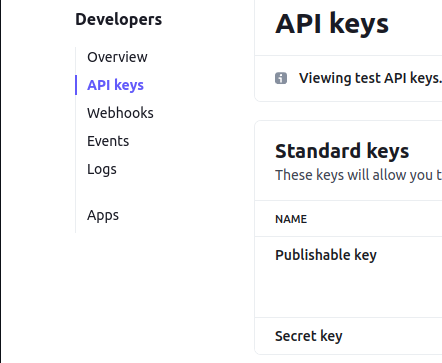 Developers
Overview
API keys
Webhooks
Events
Logs
Apps
API keys
Viewing test API keys.
Standard keys
These keys will allow you t
NAME
Publishable key
Secret key